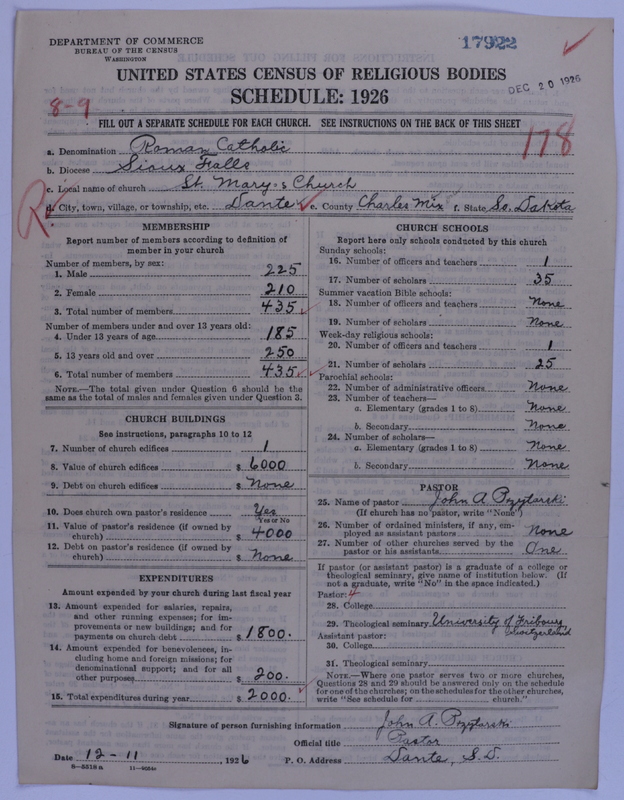 DEPARTMENT OF COMMERCE
BUREAU OF THE CENSUS
WASHINGTON
17922
DEC 20 1926
UNITED STATES CENSUS OF RELIGIOUS BODIES
SCHEDULE: 1926
8-9
FILL OUT A SEPARATE SCHEDULE FOR EACH CHURCH. SEE INSTRUCTIONS ON THE BACK OF THIS SHEET
178
a. Denomination Roman Catholic
b. Diocese Sioux Falls
c. Local name of church St. Mary's Church
R
d. City, town, village, or township, etc. Dante e. County Charles Mix f. State So. Dakota
MEMBERSHIP
Report number of members according to definition of
member in your church
Number of members, by sex:
1. Male 225
2. Female 210
3. Total number of members 435
Number of members under and over 13 years old:
4. Under 13 years of age 185
5. 13 years old and over 250
6. Total number of members 435
NOTE.—The total given under Question 6 should be the
same as the total of males and females given under Question 3.
CHURCH BUILDINGS
See instructions, paragraphs 10 to 12
7. Number of church edifices 1
8. Value of church edifices $ 6000
9. Debt on church edifices $ None
10. Does church own pastor's residence Yes
Yes or No
11. Value of pastor's residence (if owned by
church) $ 4000
12. Debt on pastor's residence (if owned by
church) $ None
EXPENDITURES
Amount expended by your church during last fiscal year
13. Amount expended for salaries, repairs,
and other running expenses; for im-
provements or new buildings; and for
payments on church debt $ 1800.
14. Amount expended for benevolences, in-
cluding home and foreign missions; for
denominational support; and for all
other purposes $ 200.
15. Total expenditures during year $ 2000.
CHURCH SCHOOLS
Report here only schools conducted by this church
Sunday schools:
16. Number of officers and teachers 1
17. Number of scholars 35
Summer vacation Bible schools:
18. Number of officers and teachers None
19. Number of scholars None
Week-day religious schools:
20. Number of officers and teachers 1
21. Number of scholars 25
Parochial schools:
22. Number of administrative officers None
23. Number of teachers—
a. Elementary (grades 1 to 8) None
b. Secondary None
24. Number of scholars—
a. Elementary (grades 1 to 8) None
b. Secondary None
PASTOR
25. Name of pastor John A
(If church has no pastor, write "None")
26. Number of ordained ministers, if any, em-
ployed as assistant pastors None
27. Number of other churches served by the
pastor or his assistants One
If pastor (or assistant pastor) is a graduate of a college or
theological seminary, give name of institution below. (If
not a graduate, write "No" in the space indicated.)
Pastor: 4
28. College
29. Theological seminary University of Fribourg
Switzerland
Assistant pastor:
30. College
31. Theological seminary
NOTE.—Where one pastor serves two or more churches,
Questions 28 and 29 should be answered only on the schedule
for one of the churches; on the schedules for the other churches,
write "See schedule for church."
Signature of person furnishing information John A.
Official title Pastor
Date 12-11, 1926 P. O. Address Dante, S.D.